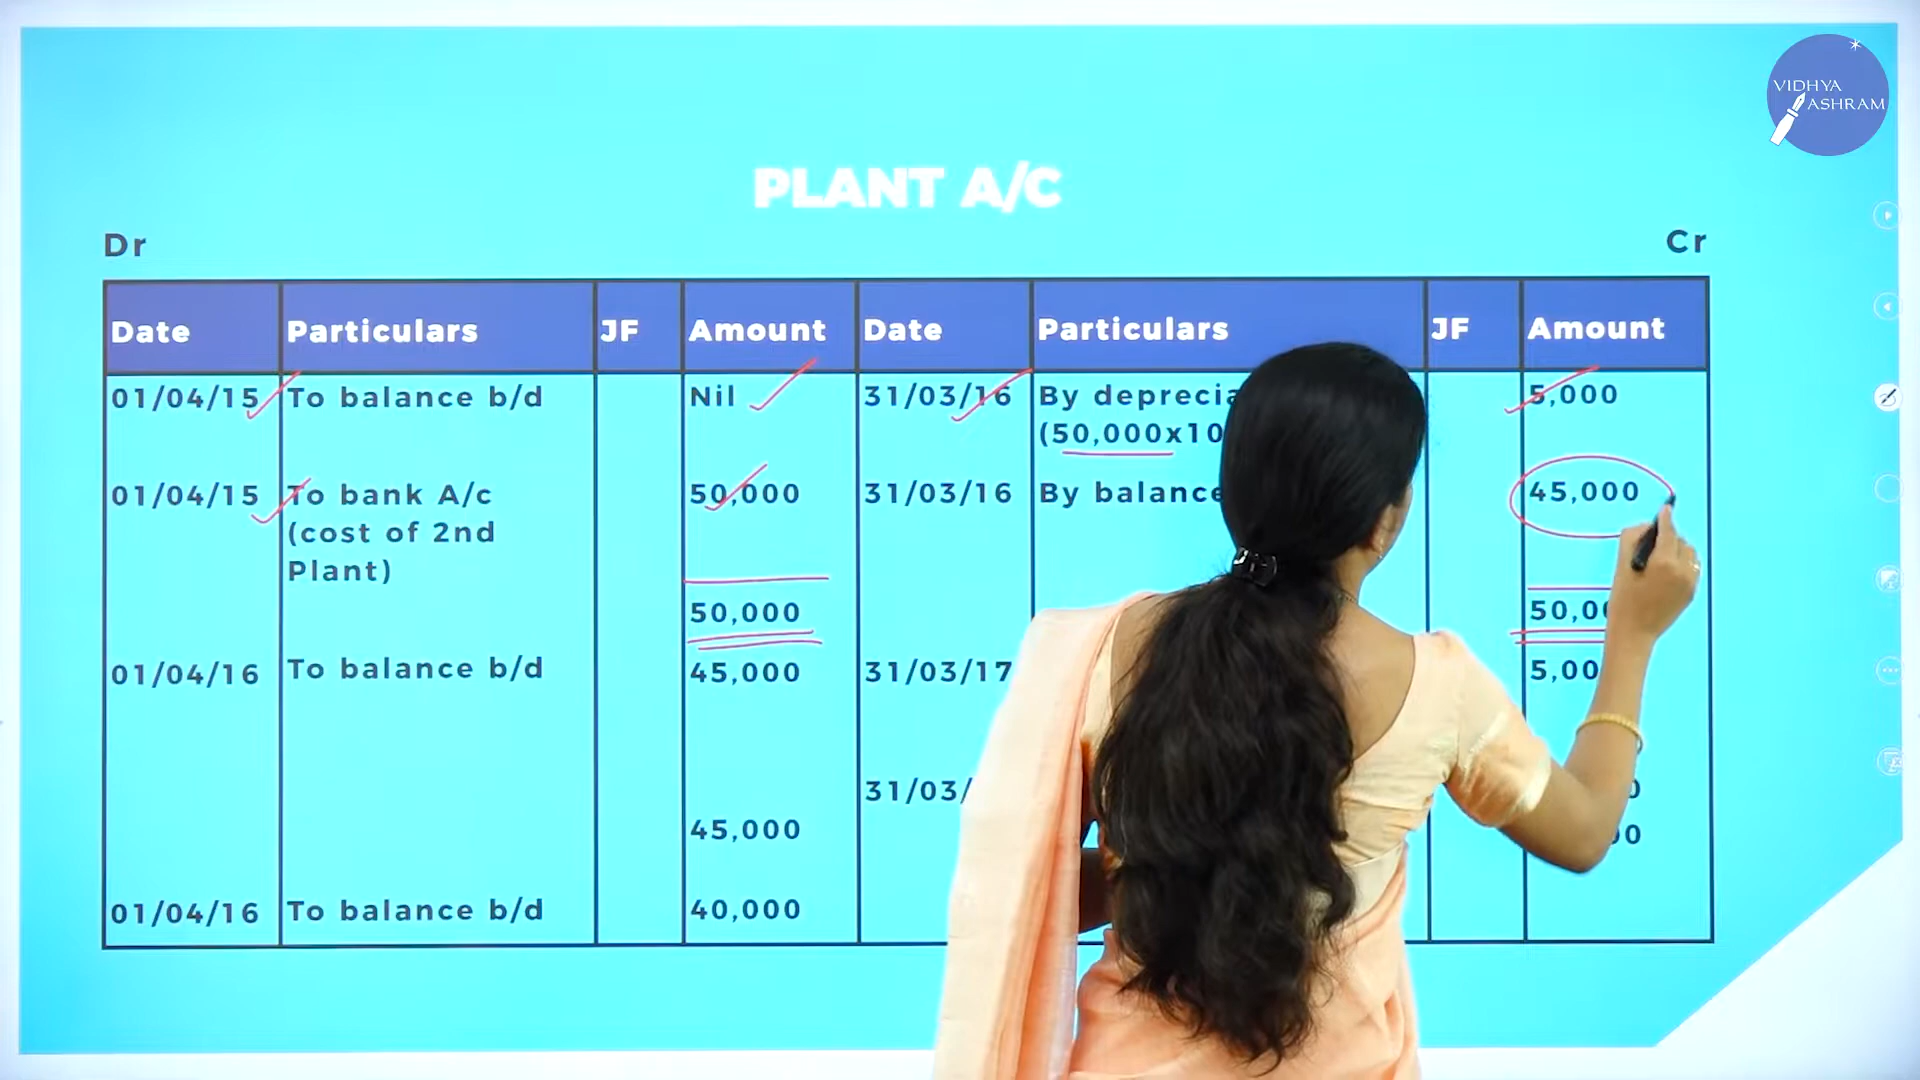 VIDHYA
ASHRAM
PLANT A/C
Dr
Cr
Date Particulars JF Amount Date Particulars JF Amount
01/04/15 To balance b/d Nil 31/03/16 By 5,000
(50,000x10
01/04/15 To bank A/c 50,000 31/03/16 By balance 45,000
(cost of 2nd
Plant)
50,000
01/04/16 To balance b/d 45,000 31/03/17
31/03/
45,000
01/04/16 To balance b/d 40,000